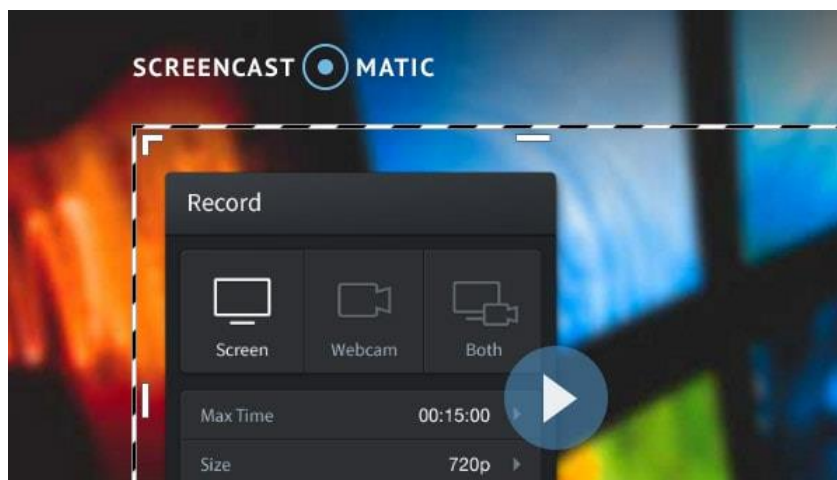 SCREENCAST MATIC
Record
Screen Webcam Both
Max Time 00:15:00
Size 720p